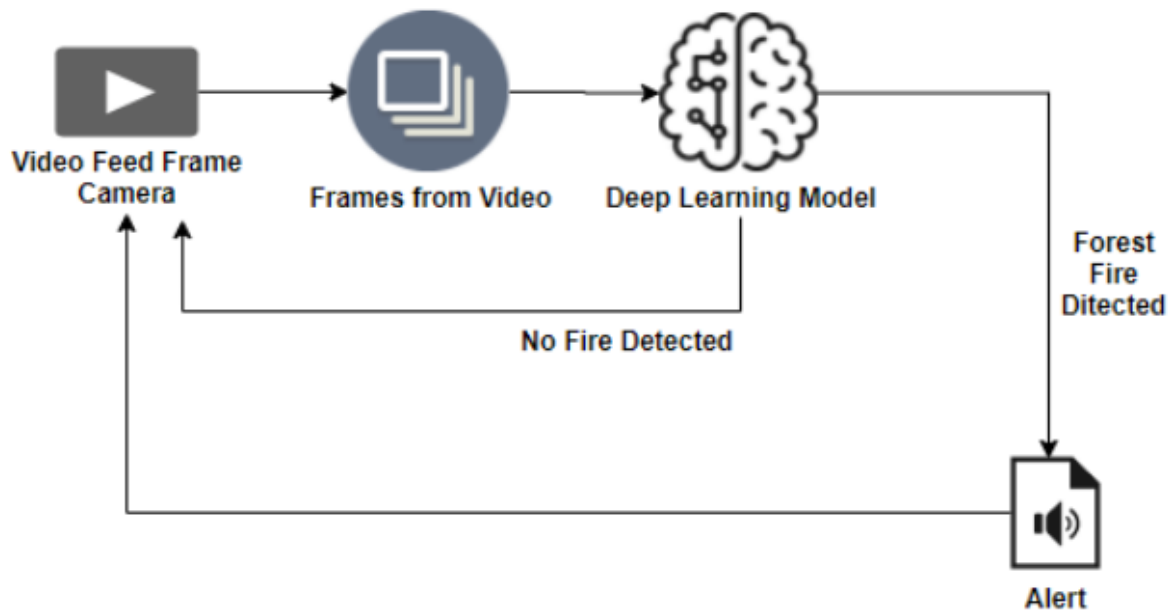 Video Feed Frame
Camera
Frames from Video
Deep Learning Model
Forest
Fire
Ditected
No Fire Detected
Alert